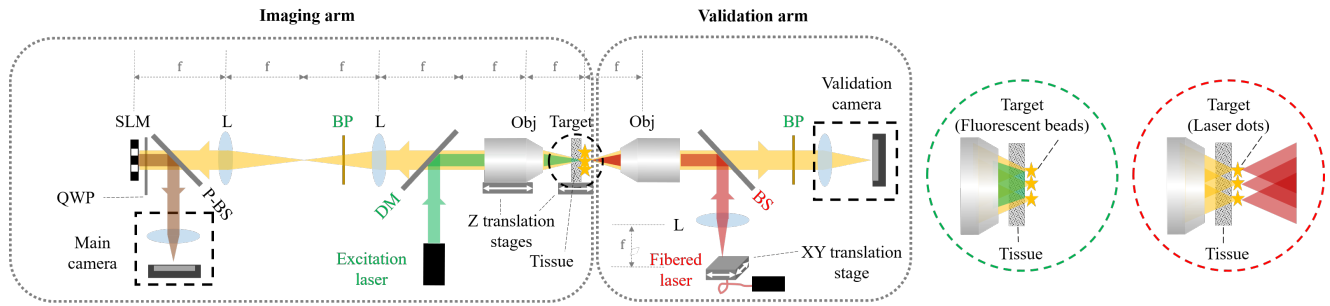 Imaging arm
Validation arm
f
f
f
f
f
f
f
SLM
L
BP
L
Obj
Target
Obj
BP
Validation
camera
QWP
P-BS
DM
Z translation
stages
BS
Main
camera
Excitation
laser
Tissue
L
f
Fibered
laser
XY translation
stage
Target
(Fluorescent beads)
Tissue
Target
(Laser dots)
Tissue